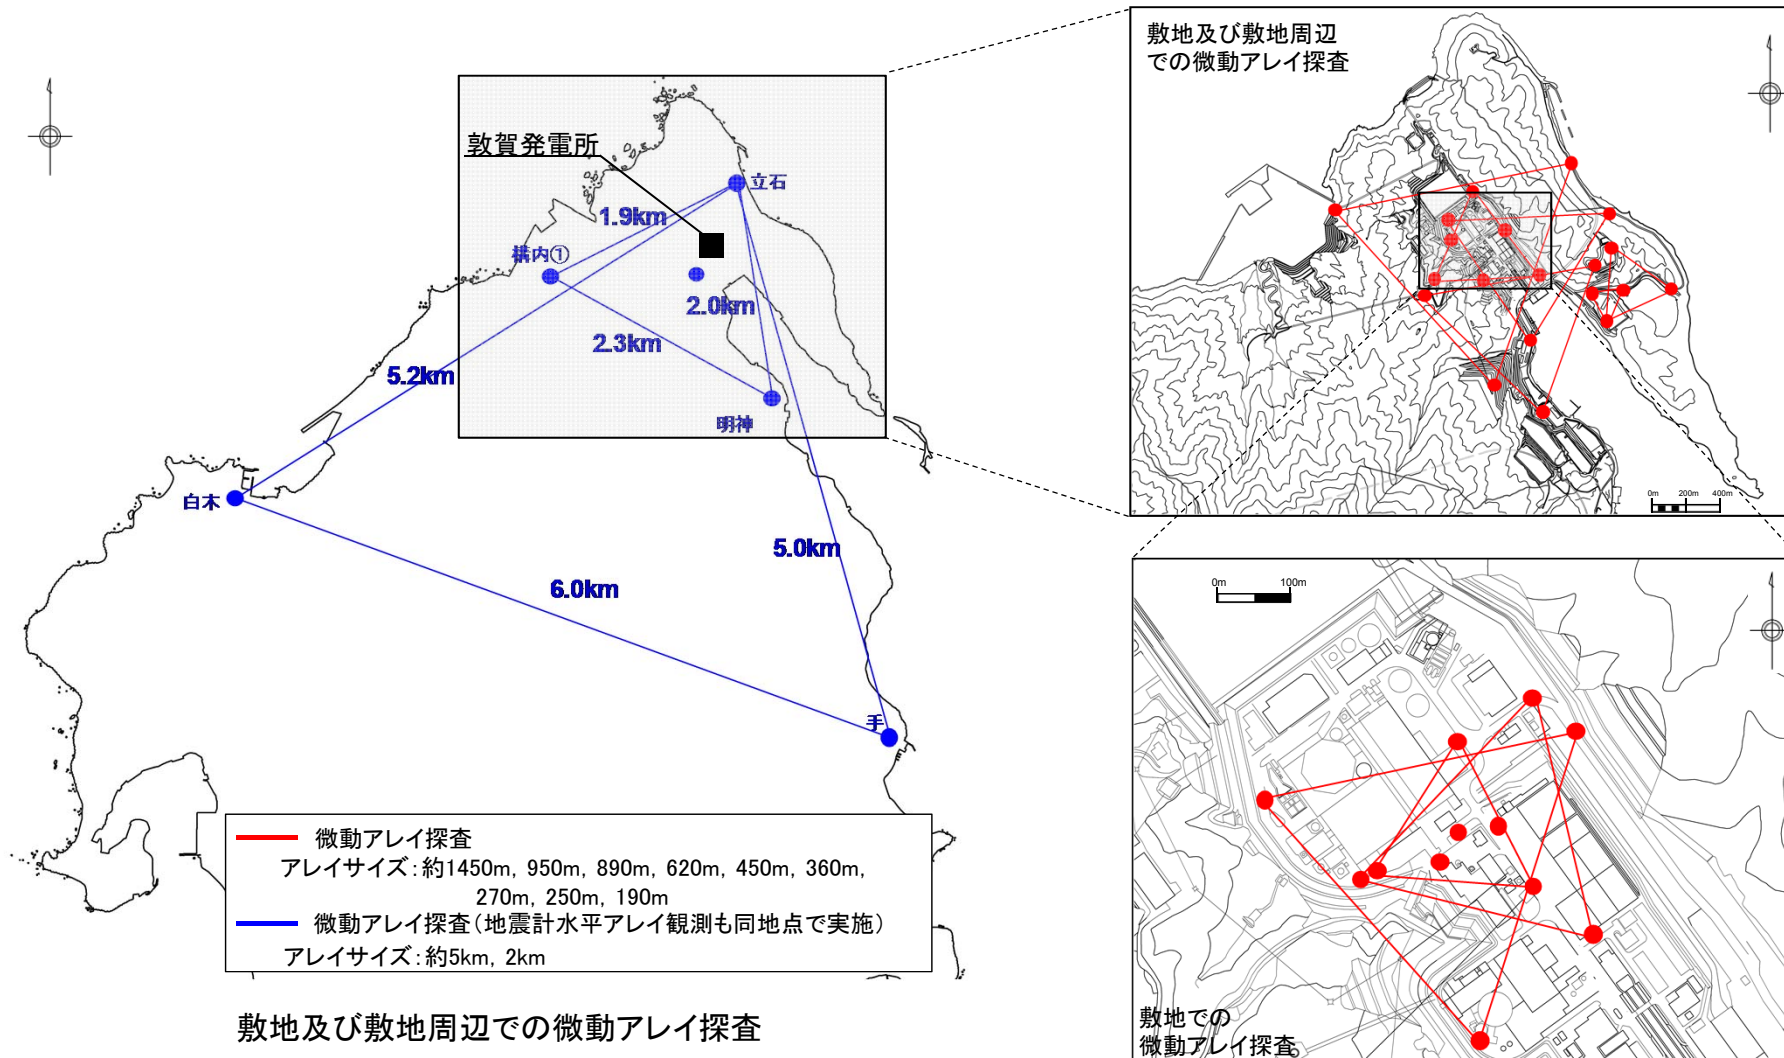 敦賀発電所
立石
1.9km
構内①
2.0km
2.3km
5.2km
明神
白木
5.0km
6.0km
手
微動アレイ探査
アレイサイズ：約1450m, 950m, 890m, 620m, 450m, 360m,
270m, 250m, 190m
微動アレイ探査（地震計水平アレイ観測も同地点で実施）
アレイサイズ：約5km, 2km
敷地及び敷地周辺での微動アレイ探査
敷地及び敷地周辺
での微動アレイ探査
0m 200m 400m
0m 100m
敷地での
微動アレイ探査